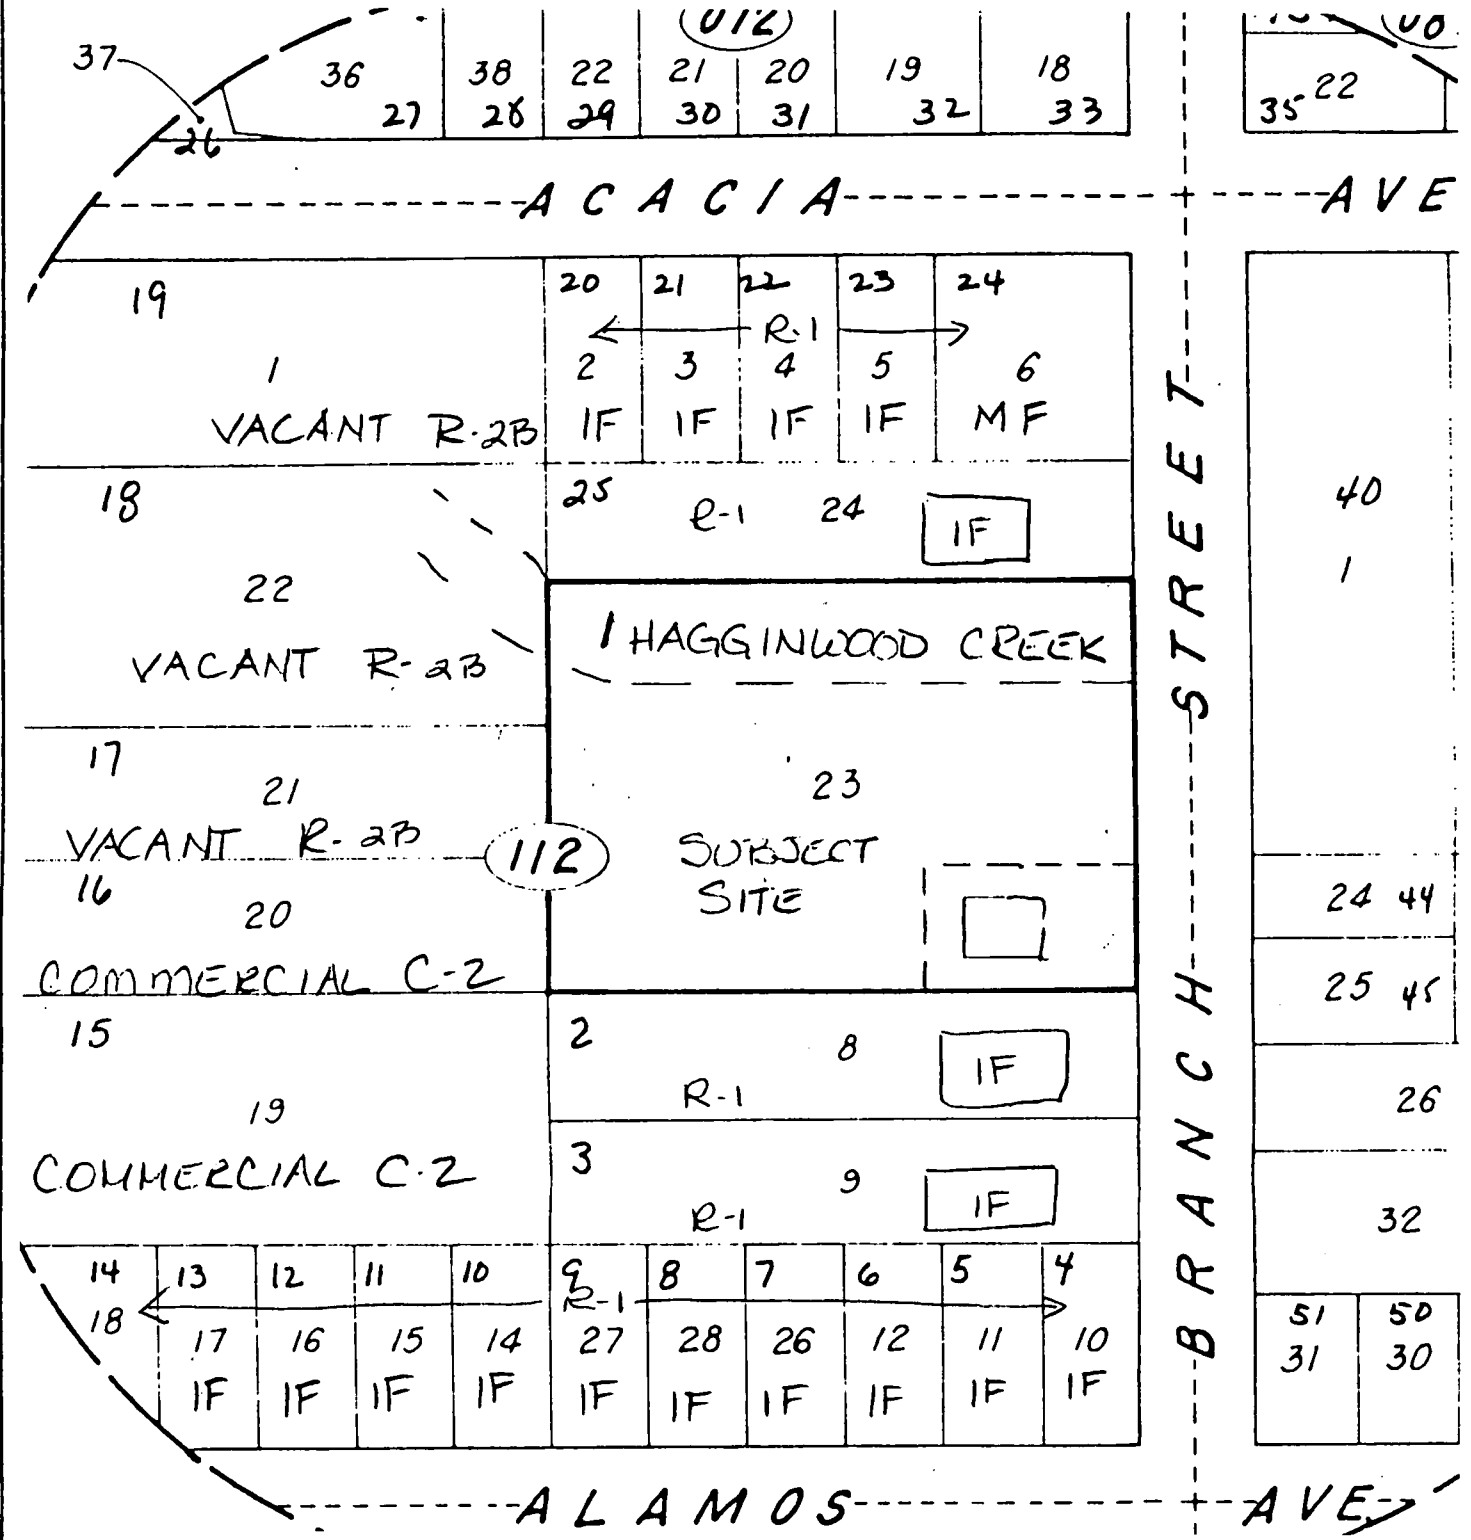 012
37
36 38 22 21 20 19 18 22
26 27 28 29 30 31 32 33 35
ACACIA AVE
19 20 21 22 23 24
R-1
1 2 3 4 5 6
VACANT R-2B 1F 1F 1F 1F MF
18 25 R-1 24 1F
40
1
22
VACANT R-2B
1 HAGGINWOOD CREEK
17
21
VACANT R-2B
112
23
SUBJECT
SITE
16
20
COMMERCIAL C-2
24 44
25 45
15
19
COMMERCIAL C-2
2 8 1F
R-1
3 9 1F
R-1
26
32
BRANCH STREET
14 13 12 11 10 9 8 7 6 5 4
R-1
18 17 16 15 14 27 28 26 12 11 10
1F 1F 1F 1F 1F 1F 1F 1F 1F 1F
51 50
31 30
ALAMOS AVE